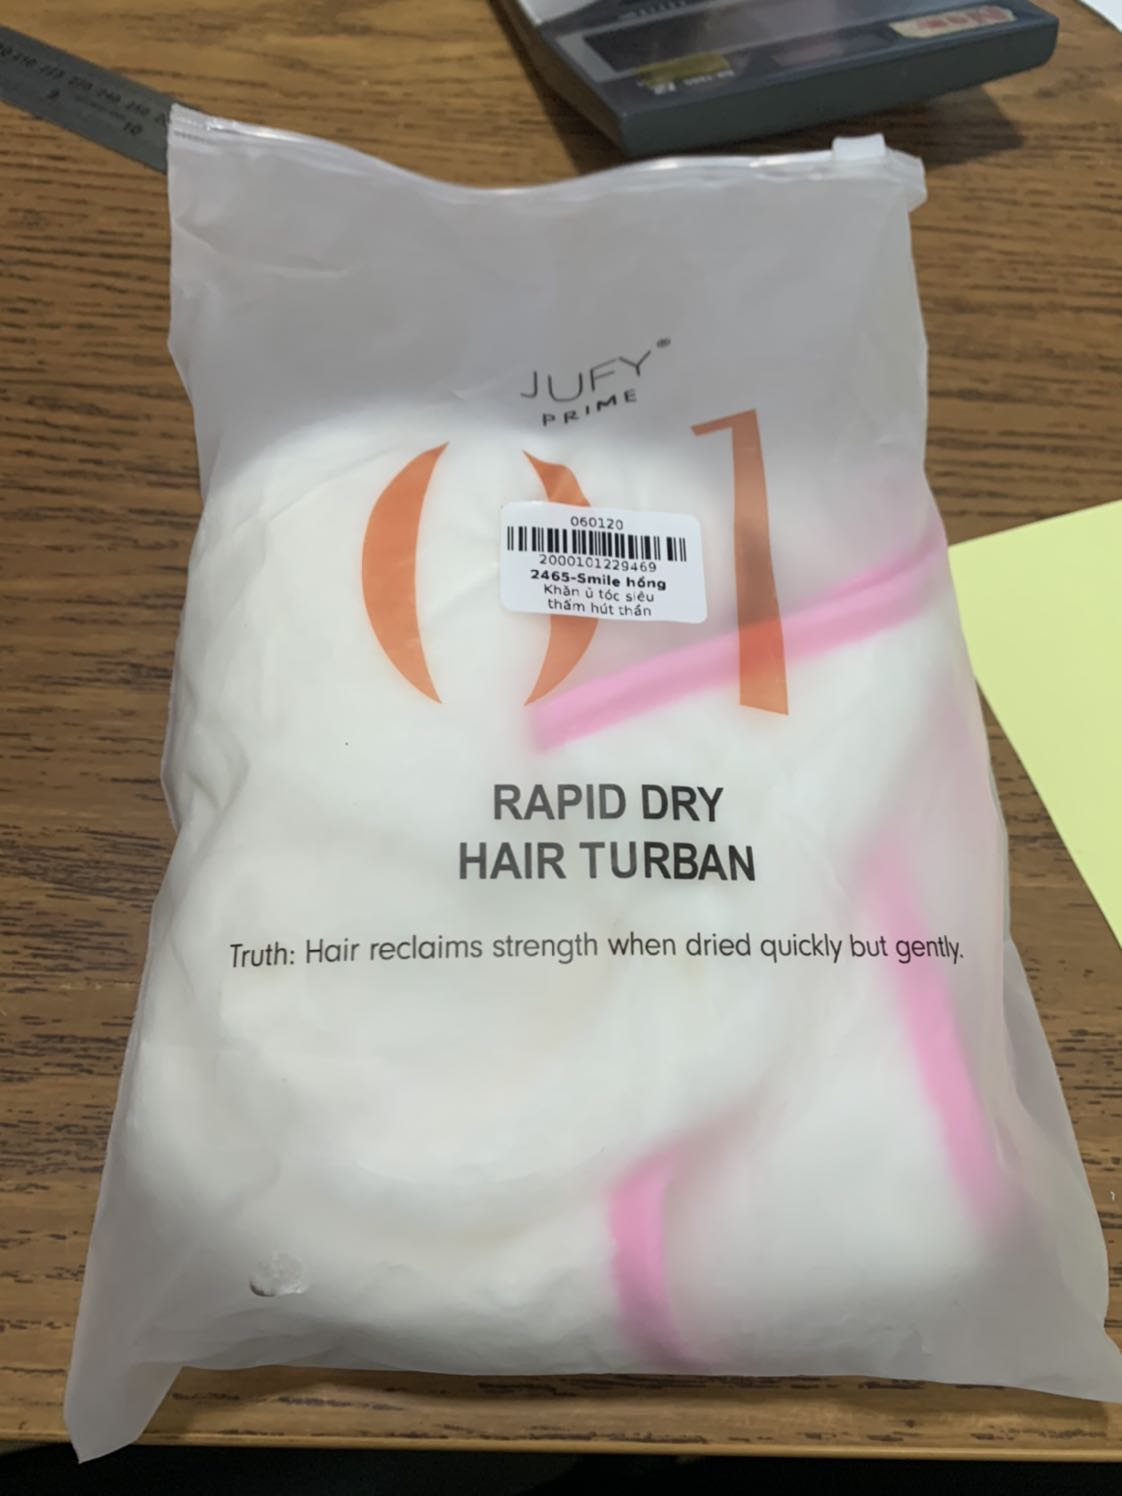 JUFY®
PRIME
01
060120
2000101229469
2465-Smile hồng
Khăn ủ tóc siêu
thấm hút thần
RAPID DRY
HAIR TURBAN
Truth: Hair reclaims strength when dried quickly but gently.